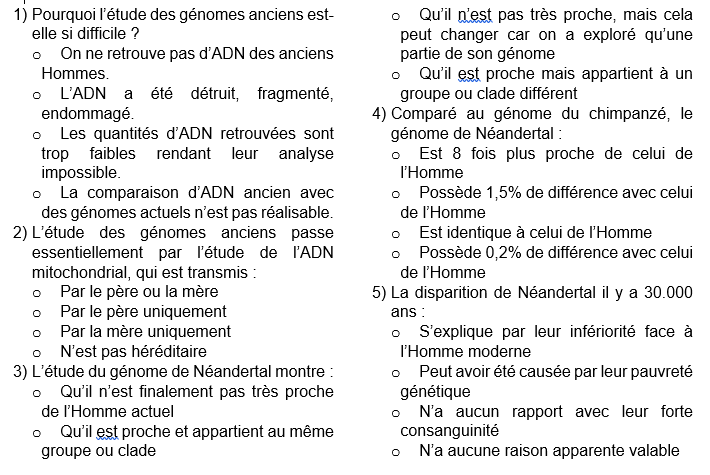 1) Pourquoi l'étude des génomes anciens est-
elle si difficile ?
o On ne retrouve pas d'ADN des anciens
Hommes.
o L'ADN a été détruit, fragmenté,
endommagé.
o Les quantités d'ADN retrouvées sont
trop faibles rendant leur analyse
impossible.
o La comparaison d'ADN ancien avec
des génomes actuels n'est pas réalisable.
2) L'étude des génomes anciens passe
essentiellement par l'étude de l'ADN
mitochondrial, qui est transmis :
o Par le père ou la mère
o Par le père uniquement
o Par la mère uniquement
o N'est pas héréditaire
3) L'étude du génome de Néandertal montre :
o Qu'il n'est finalement pas très proche
de l'Homme actuel
o Qu'il est proche et appartient au même
groupe ou clade
o Qu'il n'est pas très proche, mais cela
peut changer car on a exploré qu'une
partie de son génome
o Qu'il est proche mais appartient à un
groupe ou clade différent
4) Comparé au génome du chimpanzé, le
génome de Néandertal :
o Est 8 fois plus proche de celui de
l'Homme
o Possède 1,5% de différence avec celui
de l'Homme
o Est identique à celui de l'Homme
o Possède 0,2% de différence avec celui
de l'Homme
5) La disparition de Néandertal il y a 30.000
ans :
o S'explique par leur infériorité face à
l'Homme moderne
o Peut avoir été causée par leur pauvreté
génétique
o N'a aucun rapport avec leur forte
consanguinité
o N'a aucune raison apparente valable